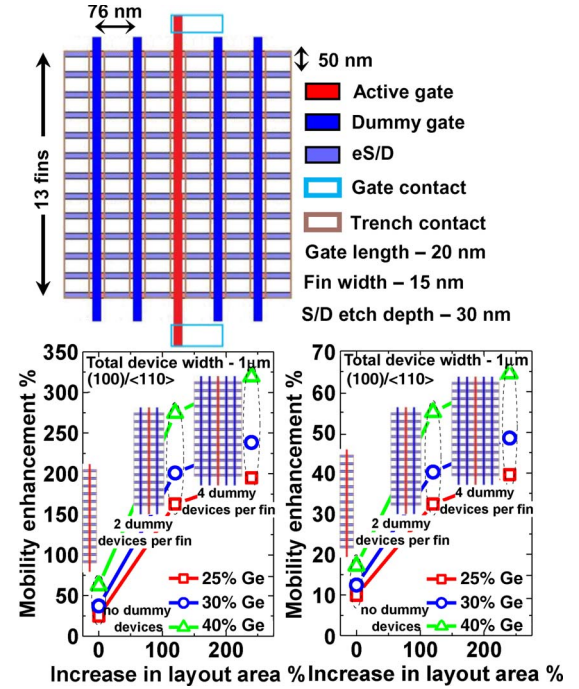 76 nm
50 nm
13 fins
Active gate
Dummy gate
eS/D
Gate contact
Trench contact
Gate length – 20 nm
Fin width – 15 nm
S/D etch depth – 30 nm
Mobility enhancement %
350
300
250
200
150
100
50
0
Total device width - 1µm
(100)/<110>
4 dummy
devices per fin
2 dummy
devices per fin
no dummy
devices
25% Ge
30% Ge
40% Ge
0 100 200
Increase in layout area %
Mobility enhancement %
70
60
50
40
30
20
10
0
Total device width - 1µm
(100)/<110>
4 dummy
devices per fin
2 dummy
devices per fin
no dummy
devices
25% Ge
30% Ge
40% Ge
0 100 200
Increase in layout area %